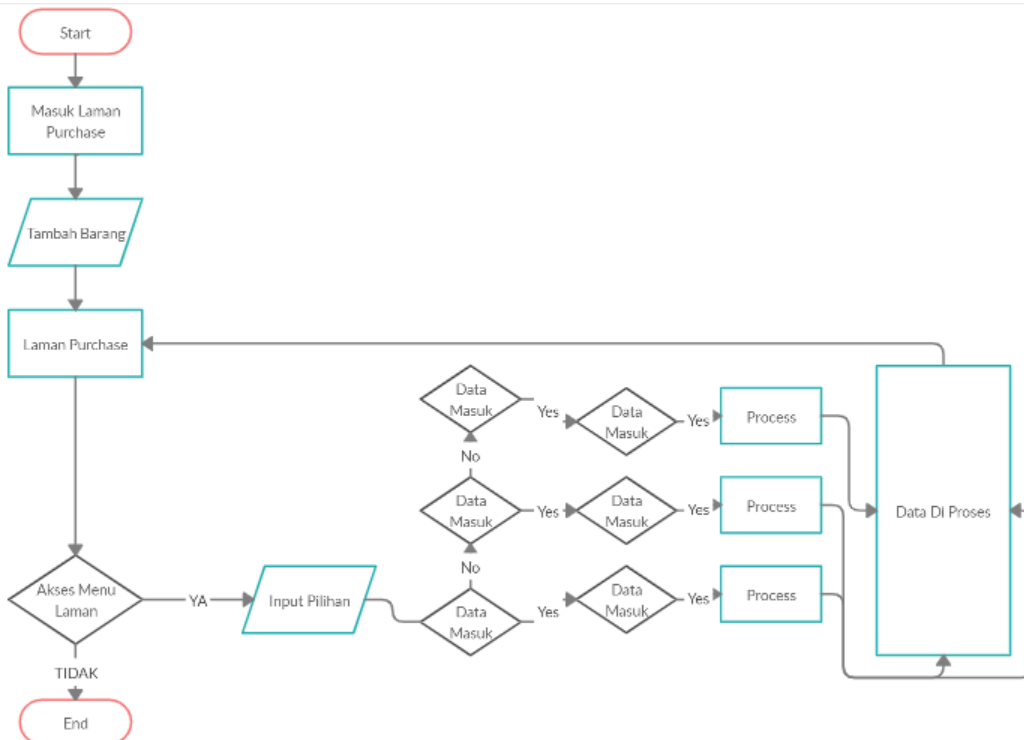 Start
Masuk Laman
Purchase
Tambah Barang
Laman Purchase
Akses Menu
Laman
TIDAK
End
YA
Input Pilihan
Data
Masuk
Yes
Data
Masuk
Yes
Process
No
Data
Masuk
Yes
Data
Masuk
Yes
Process
No
Data
Masuk
Yes
Data
Masuk
Yes
Process
Data Di Proses